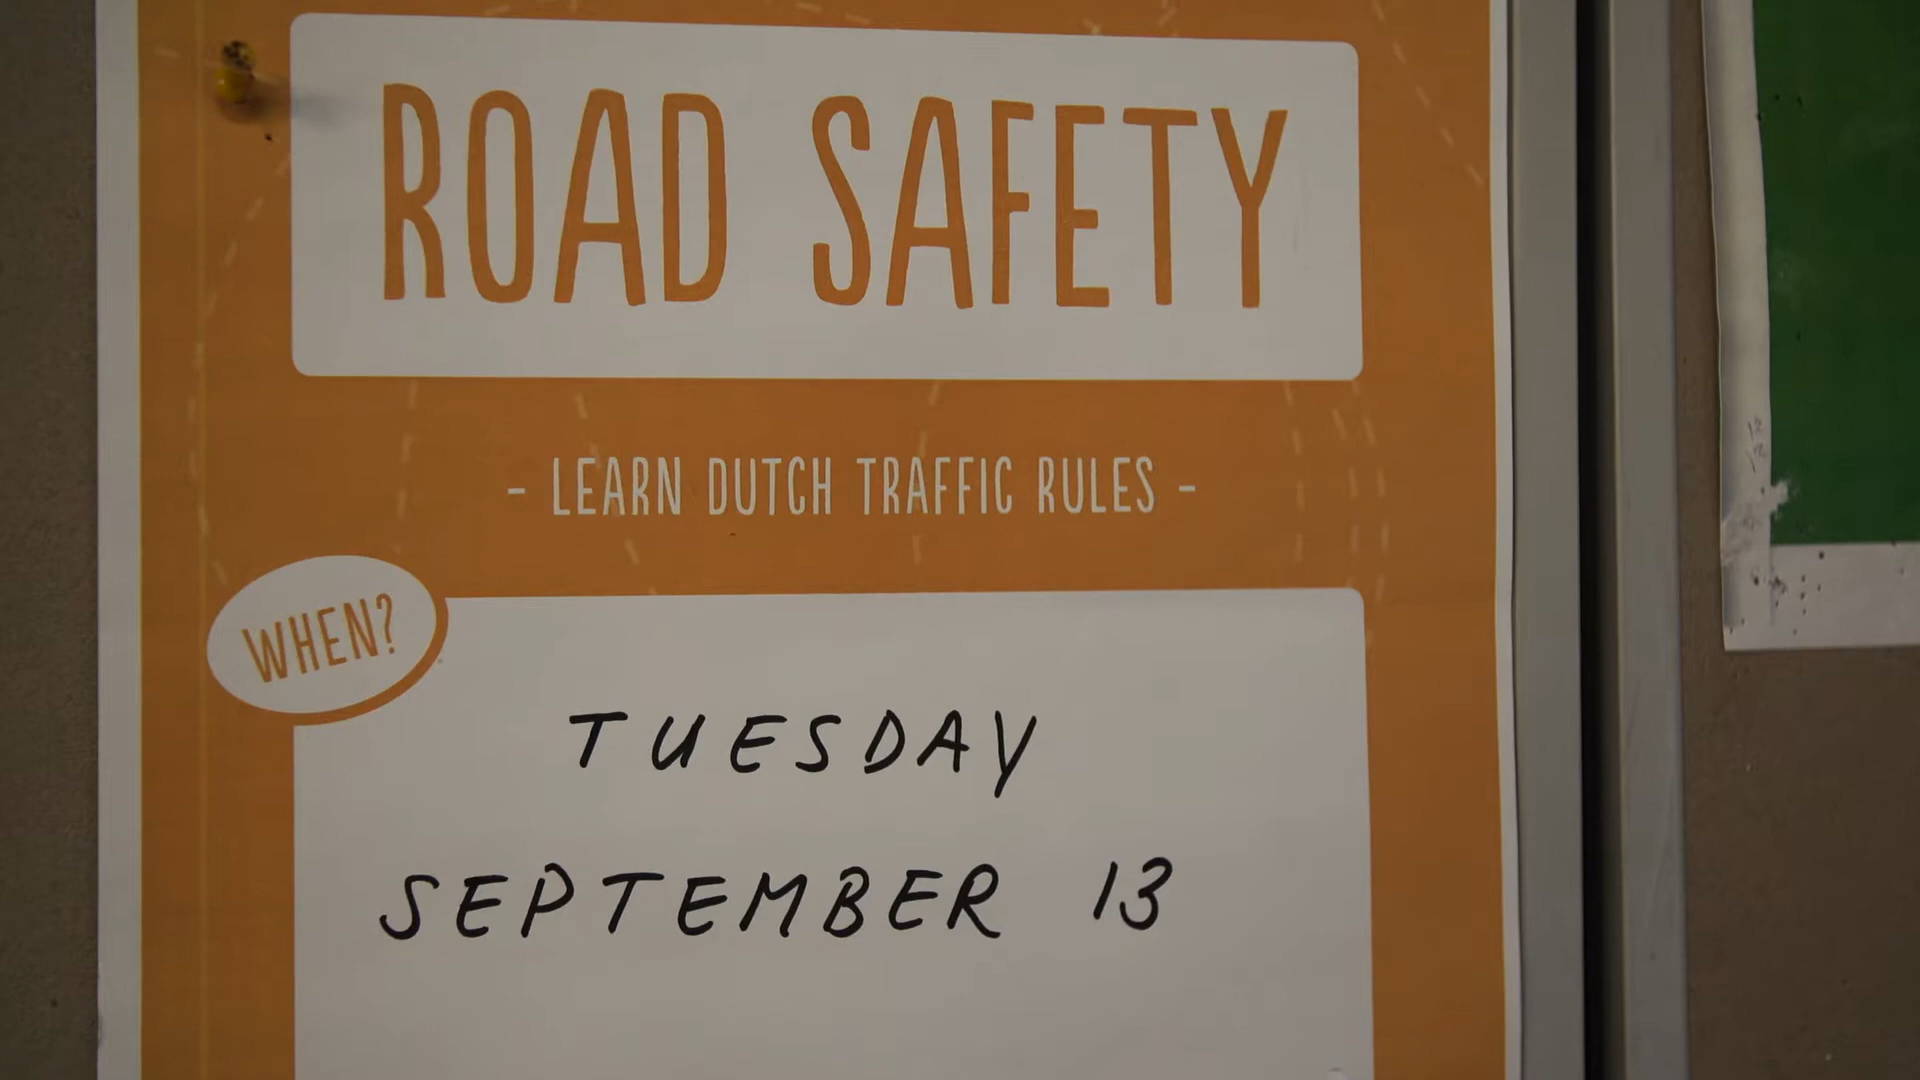 ROAD SAFETY
- LEARN DUTCH TRAFFIC RULES -
WHEN?
TUESDAY
SEPTEMBER 13